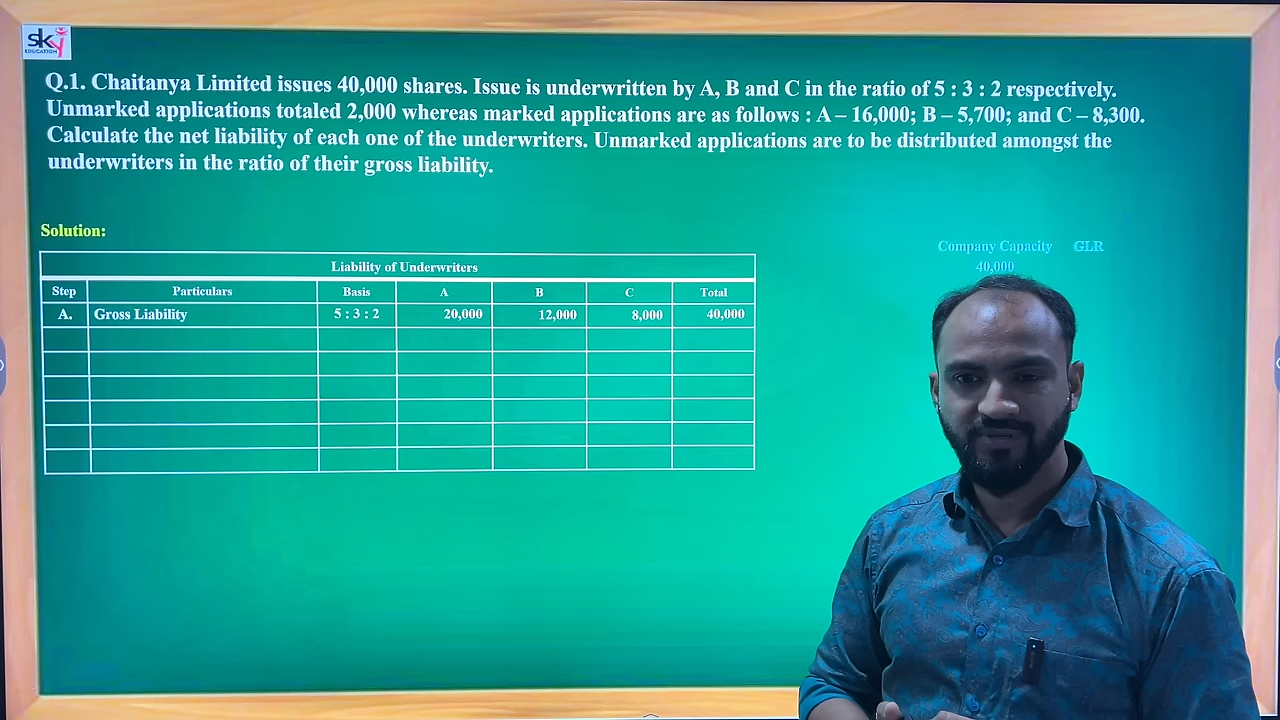 sky
EDUCATION
Q.1. Chaitanya Limited issues 40,000 shares. Issue is underwritten by A, B and C in the ratio of 5 : 3 : 2 respectively.
Unmarked applications totaled 2,000 whereas marked applications are as follows : A – 16,000; B – 5,700; and C – 8,300.
Calculate the net liability of each one of the underwriters. Unmarked applications are to be distributed amongst the
underwriters in the ratio of their gross liability.
Solution:
Company Capacity GLR
40,000
Liability of Underwriters
Step Particulars Basis A B C Total
A. Gross Liability 5 : 3 : 2 20,000 12,000 8,000 40,000